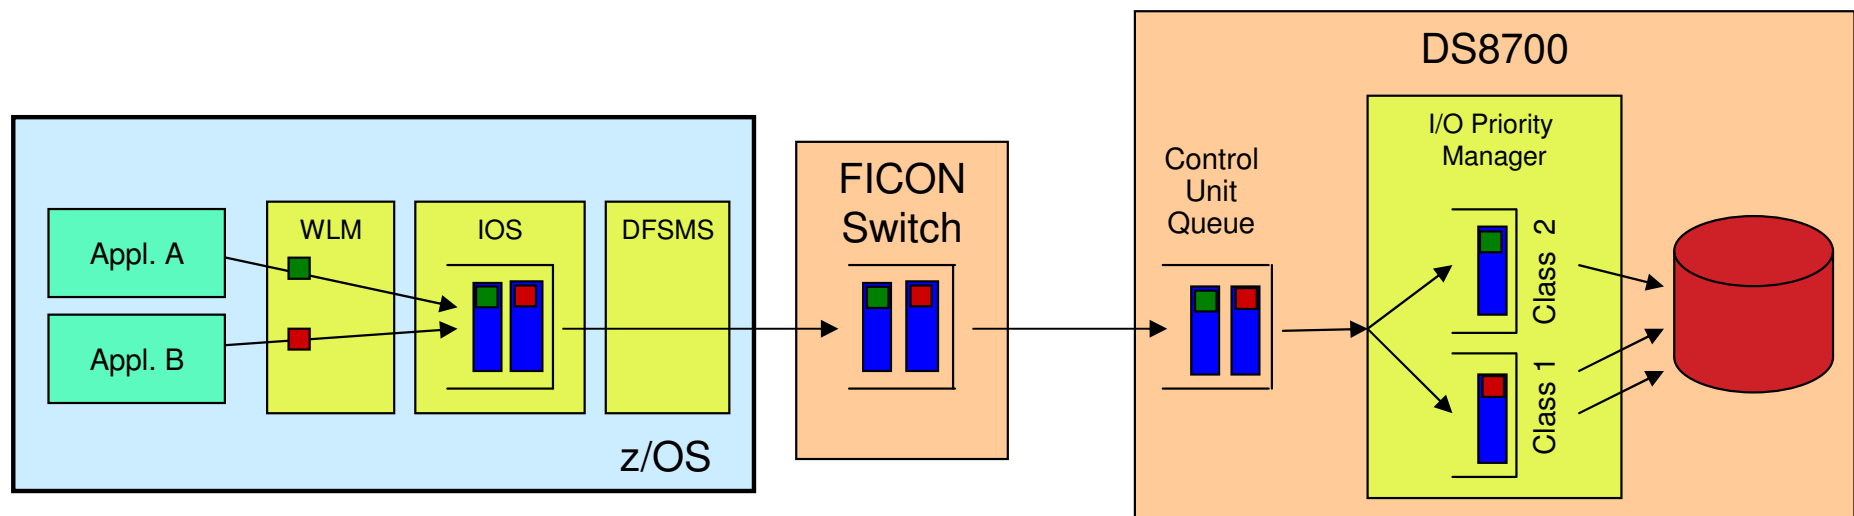 Appl. A
Appl. B
WLM
IOS
DFSMS
z/OS
FICON
Switch
DS8700
Control
Unit
Queue
I/O Priority
Manager
Class 2
Class 1